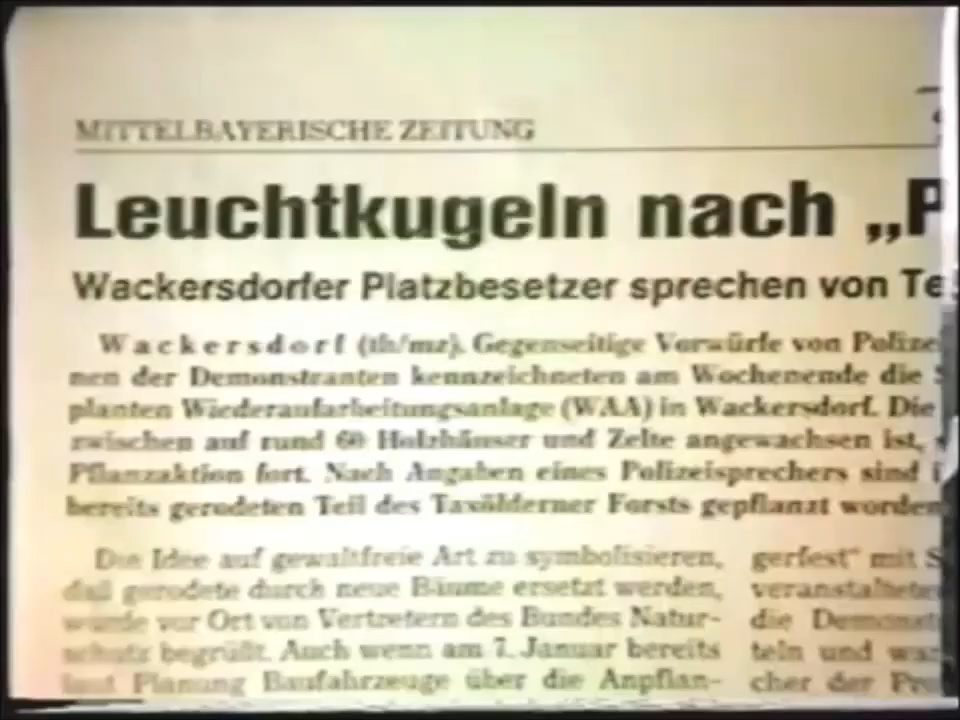 MITTELBAYERISCHE ZEITUNG
Leuchtkugeln nach „P
Wackersdorfer Platzbesetzer sprechen von Te
Wackersdorf (th/mz). Gegenseitige Vorwürfe von Polize
men der Demonstranten kennzeichneten am Wochenende die S
planten Wiederaufarbeitungsanlage (WAA) in Wackersdorf. Die
zwischen auf rund 60 Holzhäuser und Zelte angewachsen ist,
Pflanzaktion fort. Nach Angaben eines Polizeisprechers sind i
bereits gerodeten Teil des Taxölderner Forsts gepflanzt worden
Die Idee auf gewaltfreie Art zu symbolisieren,
daß gerodete durch neue Bäume ersetzt werden,
wurde vor Ort von Vertretern des Bundes Natur-
schutz begrüßt. Auch wenn am 7. Januar bereits
laut Planung Baufahrzeuge über die Anpflan-
gerfest“ mit S
veranstaltete
die Demonst
teln und
cher der